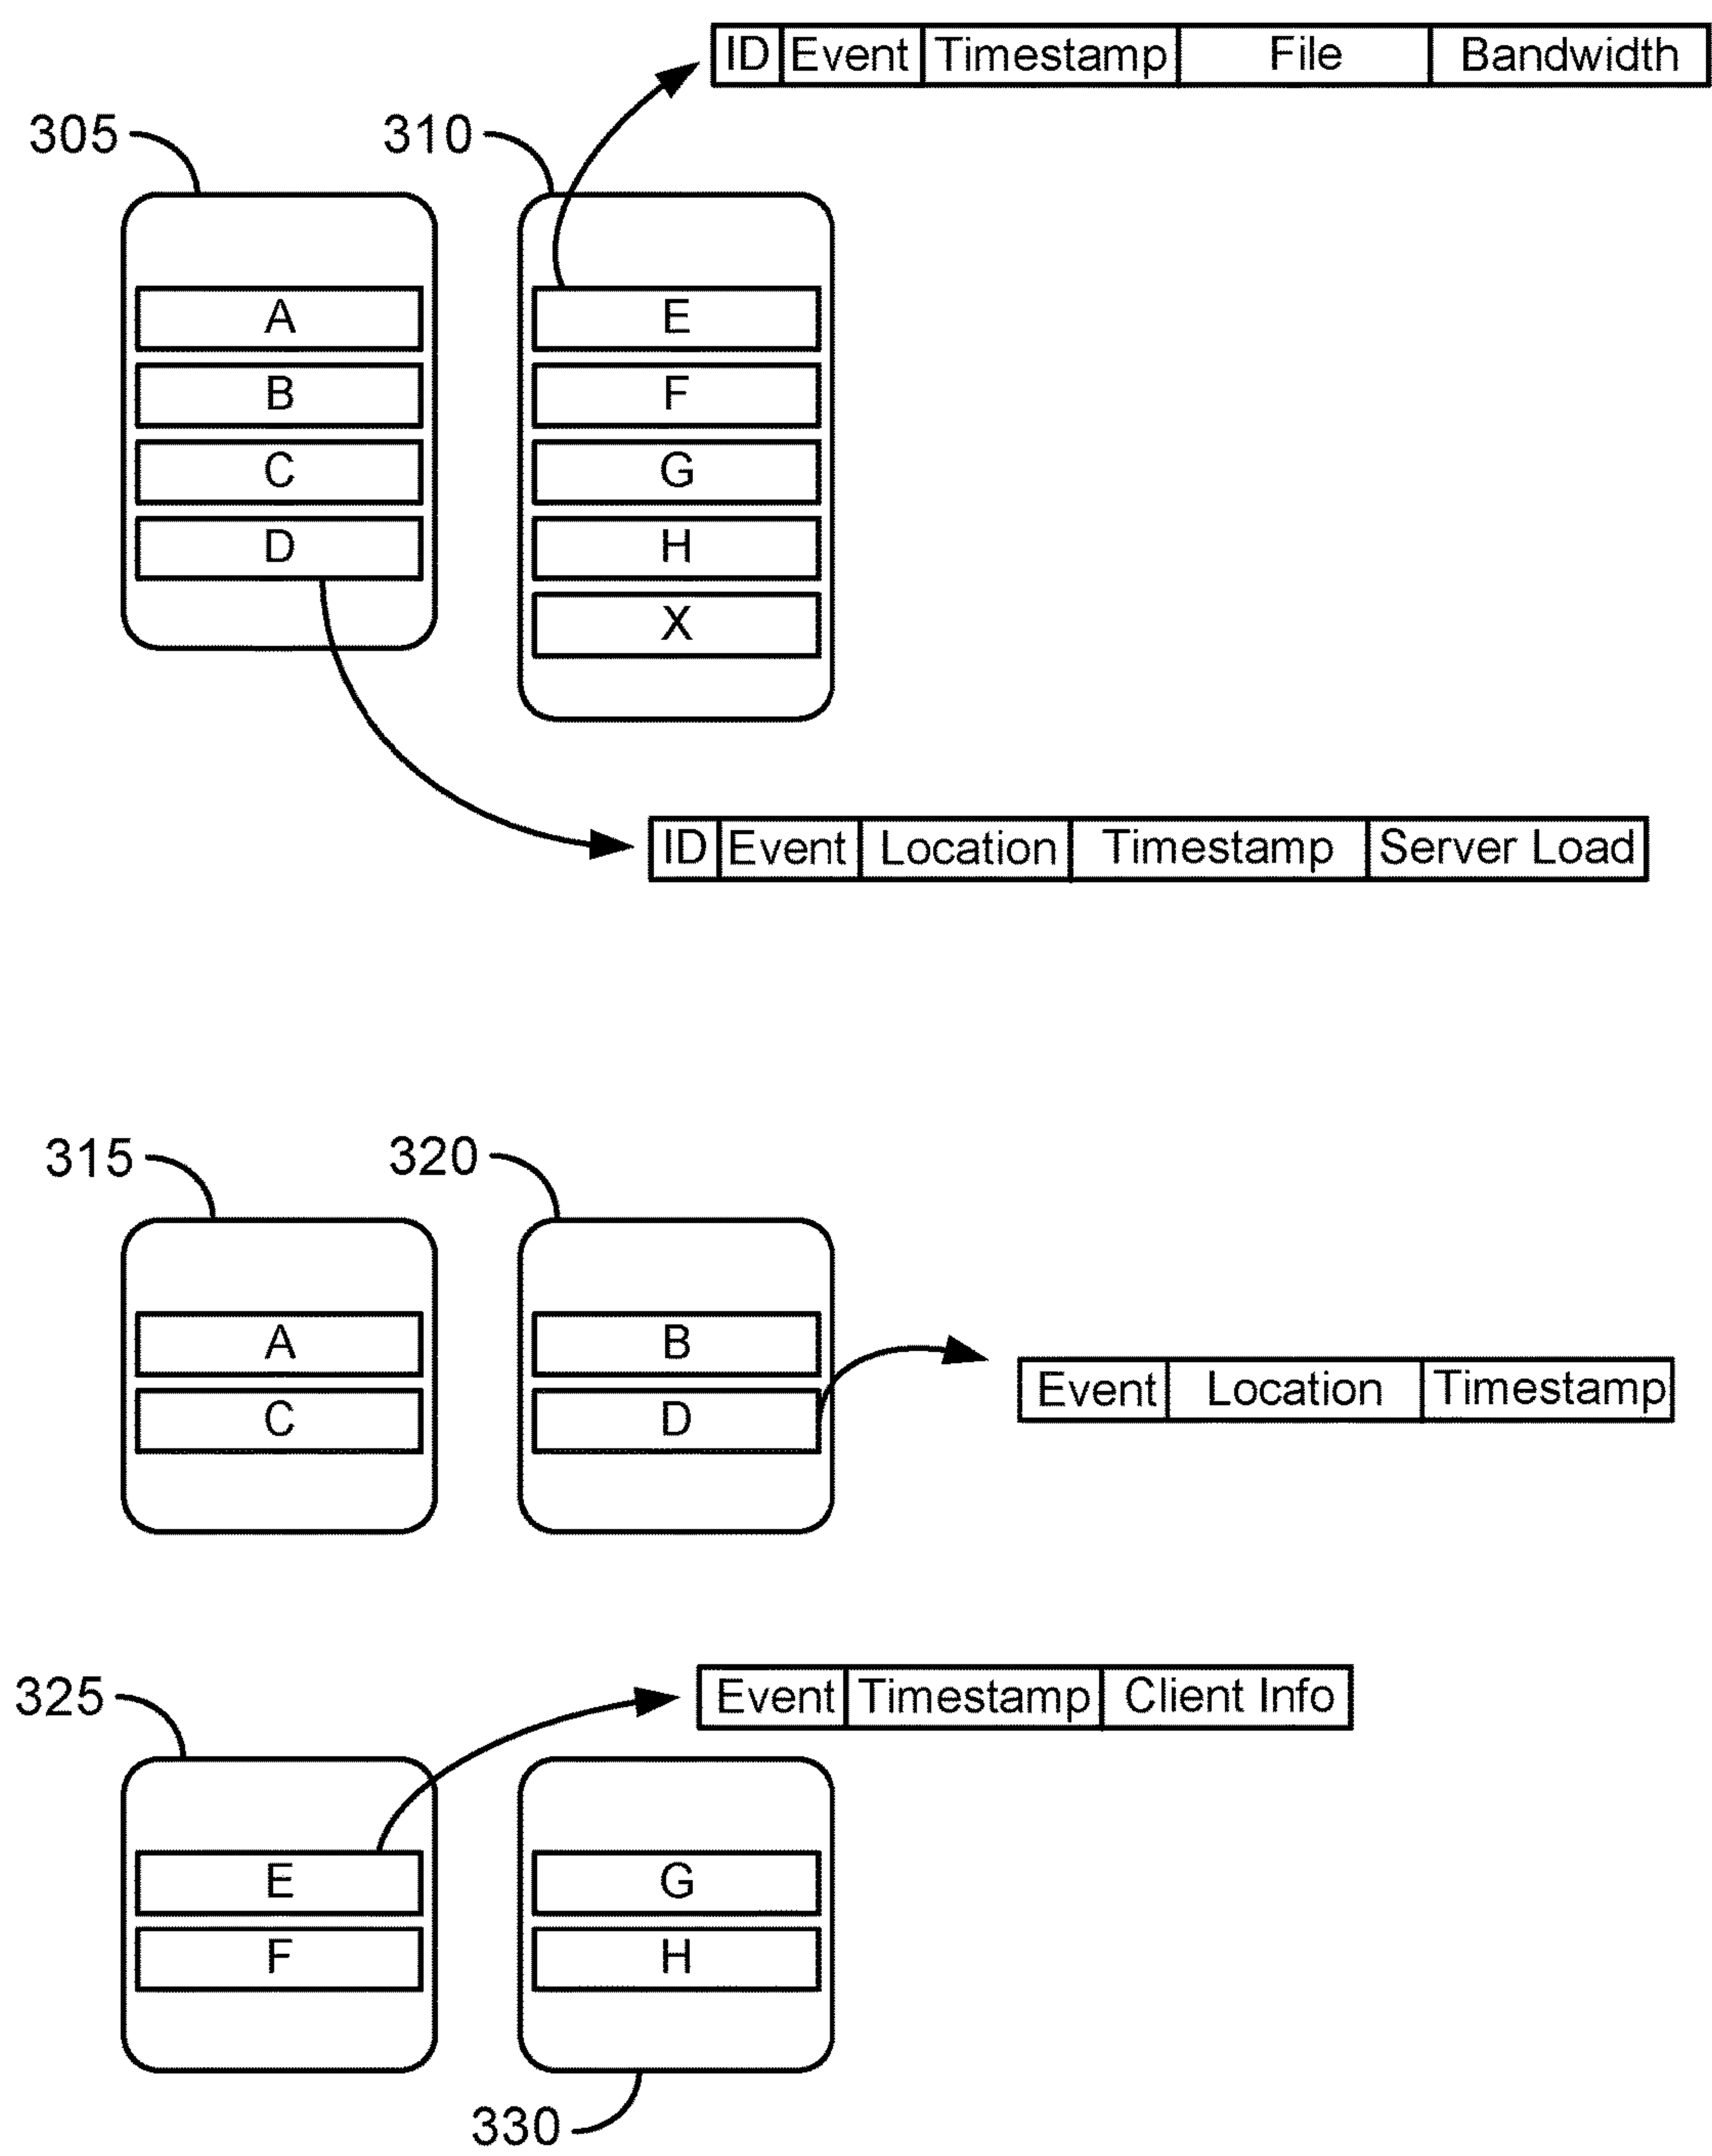 ID Event Timestamp File Bandwidth
305 310
A E
B F
C G
D H
X
ID Event Location Timestamp Server Load
315 320
A B
C D
Event Location Timestamp
325
Event Timestamp Client Info
E G
F H
330